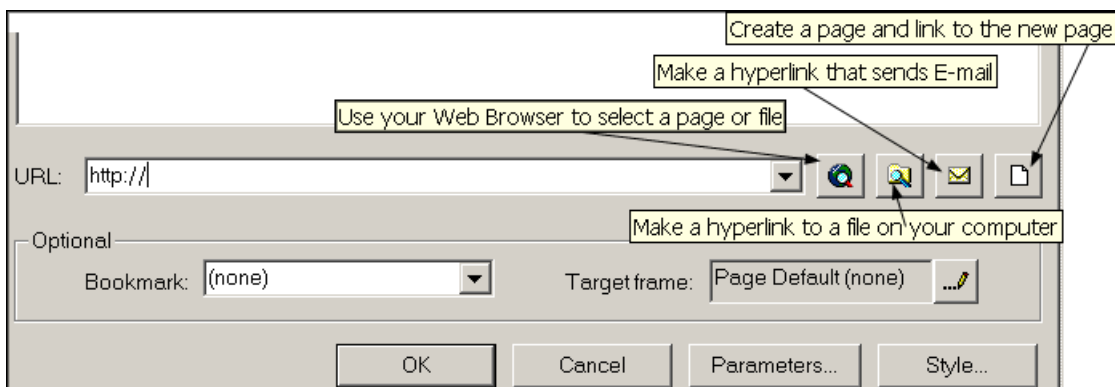 Create a page and link to the new page
Make a hyperlink that sends E-mail
Use your Web Browser to select a page or file
URL: http://
Make a hyperlink to a file on your computer
Optional
Bookmark: (none) Target frame: Page Default (none) ...
OK Cancel Parameters... Style...